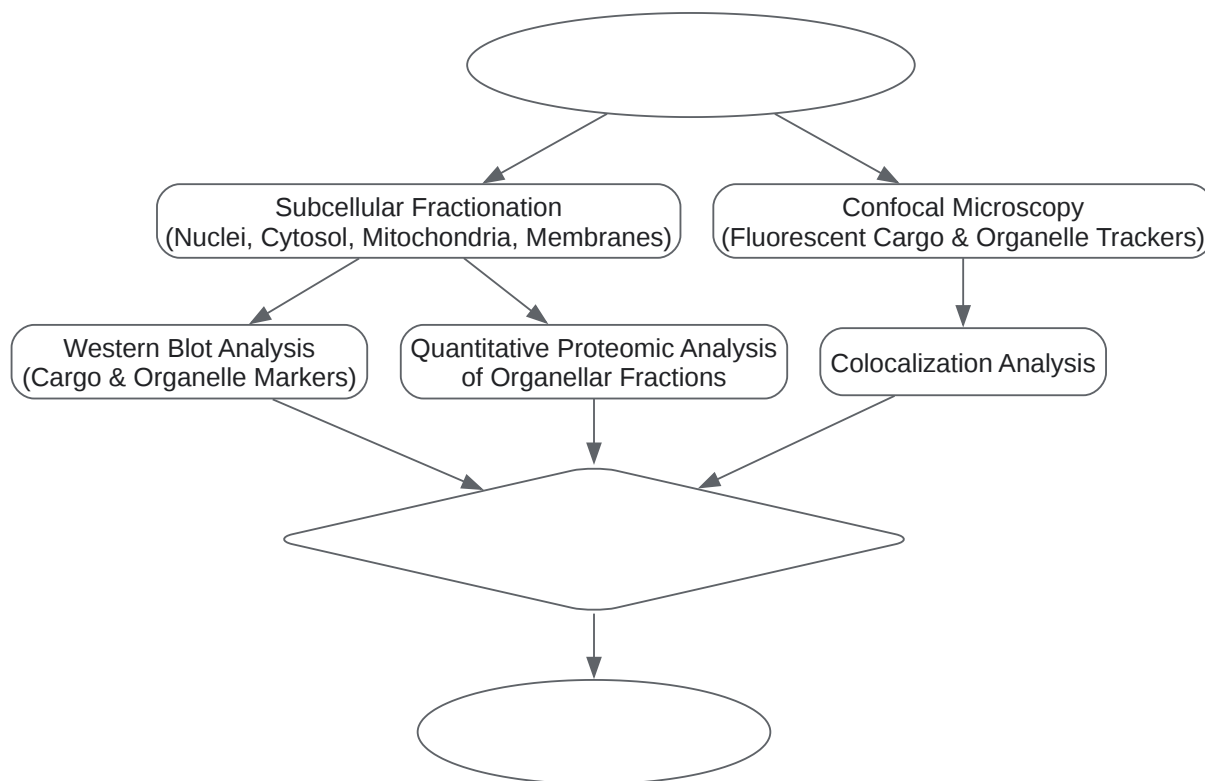 Subcellular Fractionation
(Nuclei, Cytosol, Mitochondria, Membranes)
Confocal Microscopy
(Fluorescent Cargo & Organelle Trackers)
Western Blot Analysis
(Cargo & Organelle Markers)
Quantitative Proteomic Analysis
of Organellar Fractions
Colocalization Analysis